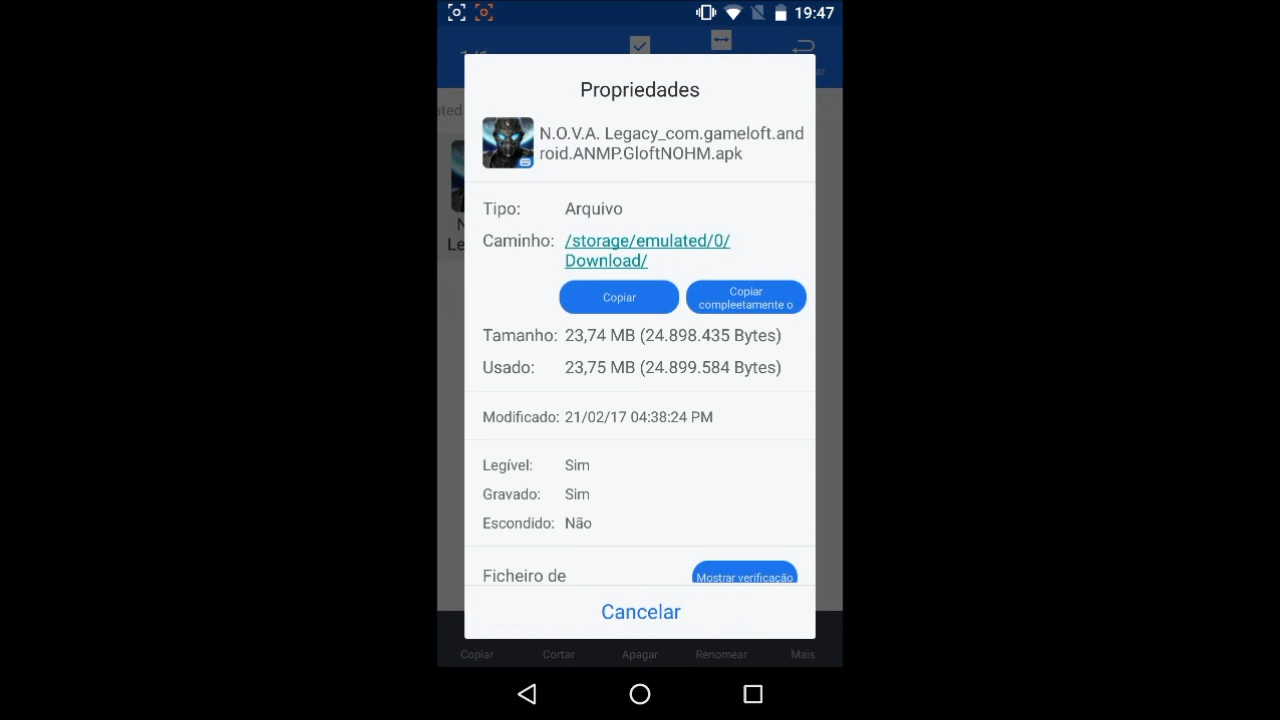 19:47
Propriedades
N.O.V.A. Legacy_com.gameloft.and
roid.ANMP.GloftNOHM.apk
Tipo: Arquivo
Caminho: /storage/emulated/0/
Download/
Copiar
Copiar
compleetamente o
Tamanho: 23,74 MB (24.898.435 Bytes)
Usado: 23,75 MB (24.899.584 Bytes)
Modificado: 21/02/17 04:38:24 PM
Legível: Sim
Gravado: Sim
Escondido: Não
Ficheiro de
Mostrar verificação
Cancelar
Copiar Cortar Apagar Renomear Mais